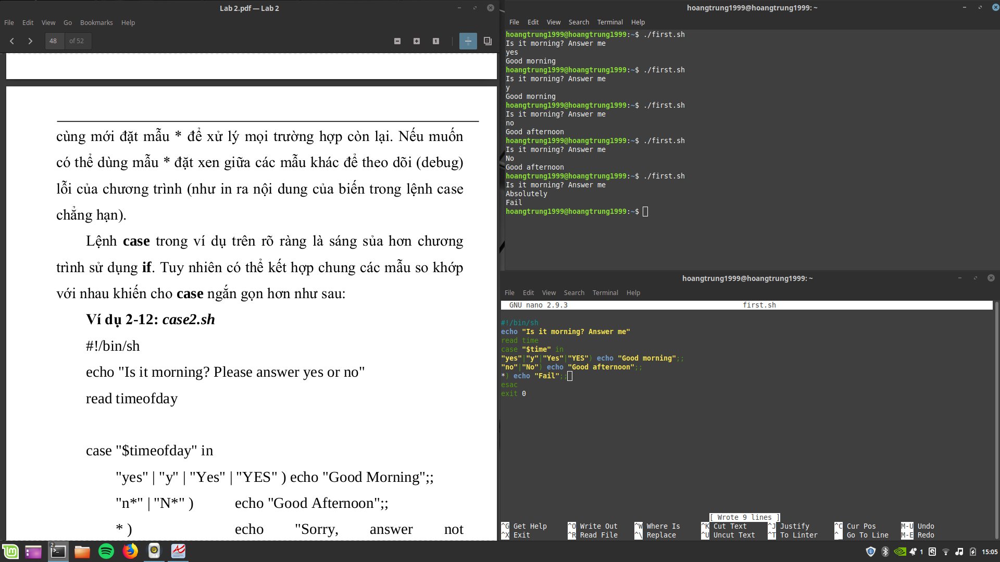 Lab 2.pdf — Lab 2
File Edit View Go Bookmarks Help
48 of 52
cùng mới đặt mẫu * để xử lý mọi trường hợp còn lại. Nếu muốn
có thể dùng mẫu * đặt xen giữa các mẫu khác để theo dõi (debug)
lỗi của chương trình (như in ra nội dung của biến trong lệnh case
chẳng hạn).
Lệnh case trong ví dụ trên rõ ràng là sáng sủa hơn chương
trình sử dụng if. Tuy nhiên có thể kết hợp chung các mẫu so khớp
với nhau khiến cho case ngắn gọn hơn như sau:
Ví dụ 2-12: case2.sh
#!/bin/sh
echo "Is it morning? Please answer yes or no"
read timeofday
case "$timeofday" in
"yes" | "y" | "Yes" | "YES" ) echo "Good Morning";;
"n*" | "N*" ) echo "Good Afternoon";;
* ) echo "Sorry, answer not
hoangtrung1999@hoangtrung1999: ~
File Edit View Search Terminal Help
hoangtrung1999@hoangtrung1999:~$ ./first.sh
Is it morning? Answer me
yes
Good morning
hoangtrung1999@hoangtrung1999:~$ ./first.sh
Is it morning? Answer me
y
Good morning
hoangtrung1999@hoangtrung1999:~$ ./first.sh
Is it morning? Answer me
no
Good afternoon
hoangtrung1999@hoangtrung1999:~$ ./first.sh
Is it morning? Answer me
No
Good afternoon
hoangtrung1999@hoangtrung1999:~$ ./first.sh
Is it morning? Answer me
Absolutely
Fail
hoangtrung1999@hoangtrung1999:~$
hoangtrung1999@hoangtrung1999: ~
File Edit View Search Terminal Help
GNU nano 2.9.3 first.sh
#!/bin/sh
echo "Is it morning? Answer me"
read time
case "$time" in
"yes"|"y"|"Yes"|"YES") echo "Good morning";;
"no"|"No") echo "Good afternoon";;
*) echo "Fail";;
esac
exit 0
[ Wrote 9 lines ]
^G Get Help ^O Write Out ^W Where Is ^K Cut Text ^J Justify ^C Cur Pos M-U Undo
^X Exit ^R Read File ^\ Replace ^U Uncut Text ^T To Linter ^_ Go To Line M-E Redo
2
1 15:05